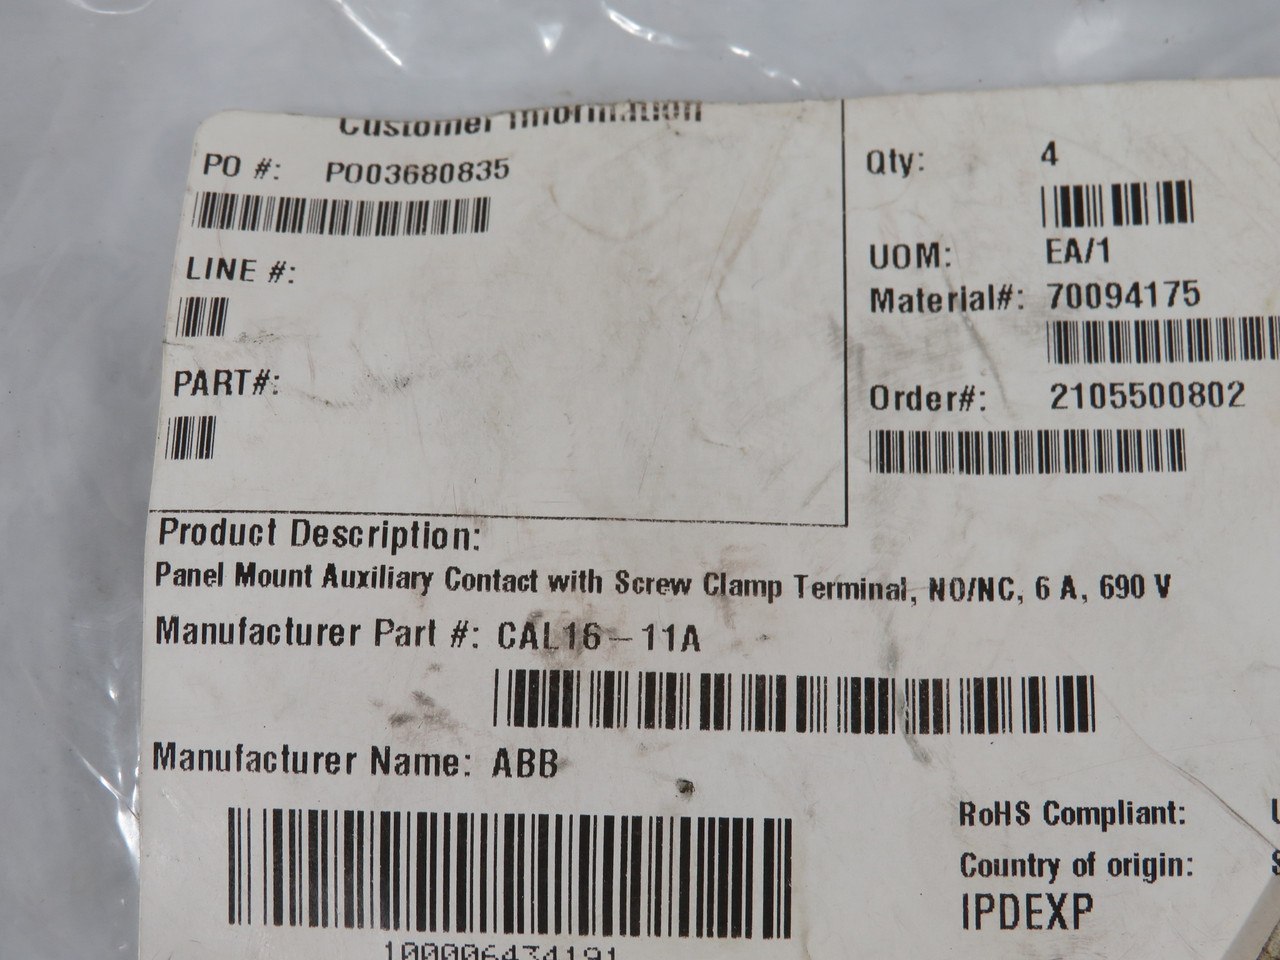 Customer Information
PO #: PO03680835
LINE #:
PART#:
Qty: 4
UOM: EA/1
Material#: 70094175
Order#: 2105500802
Product Description:
Panel Mount Auxiliary Contact with Screw Clamp Terminal, NO/NC, 6 A, 690 V
Manufacturer Part #: CAL16-11A
Manufacturer Name: ABB
RoHS Compliant:
Country of origin:
IPDEXP
100006434191